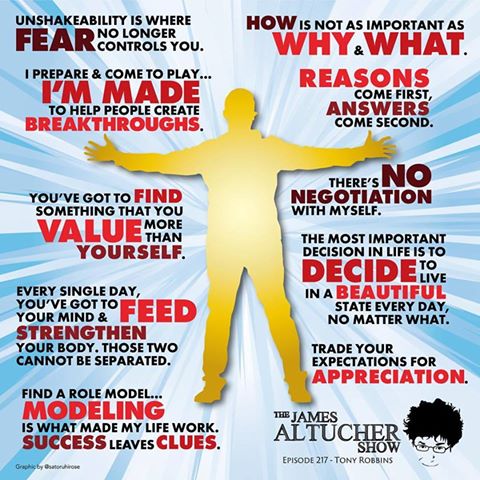 UNSHAKEABILITY IS WHERE
FEAR NO LONGER
CONTROLS YOU.
I PREPARE & COME TO PLAY...
I'M MADE
TO HELP PEOPLE CREATE
BREAKTHROUGHS.
YOU'VE GOT TO FIND
SOMETHING THAT YOU
VALUE MORE
THAN
YOURSELF.
EVERY SINGLE DAY,
YOU'VE GOT TO FEED
YOUR MIND &
STRENGTHEN
YOUR BODY. THOSE TWO
CANNOT BE SEPARATED.
FIND A ROLE MODEL...
MODELING
IS WHAT MADE MY LIFE WORK.
SUCCESS LEAVES CLUES.
Graphic by @satoruhirose
HOW IS NOT AS IMPORTANT AS
WHY & WHAT.
REASONS
COME FIRST,
ANSWERS
COME SECOND.
THERE'S NO
NEGOTIATION
WITH MYSELF.
THE MOST IMPORTANT
DECISION IN LIFE IS TO
DECIDE TO
LIVE
IN A BEAUTIFUL
STATE EVERY DAY,
NO MATTER WHAT.
TRADE YOUR
EXPECTATIONS FOR
APPRECIATION.
THE JAMES
ALTUCHER
SHOW
EPISODE 217 - TONY ROBBINS